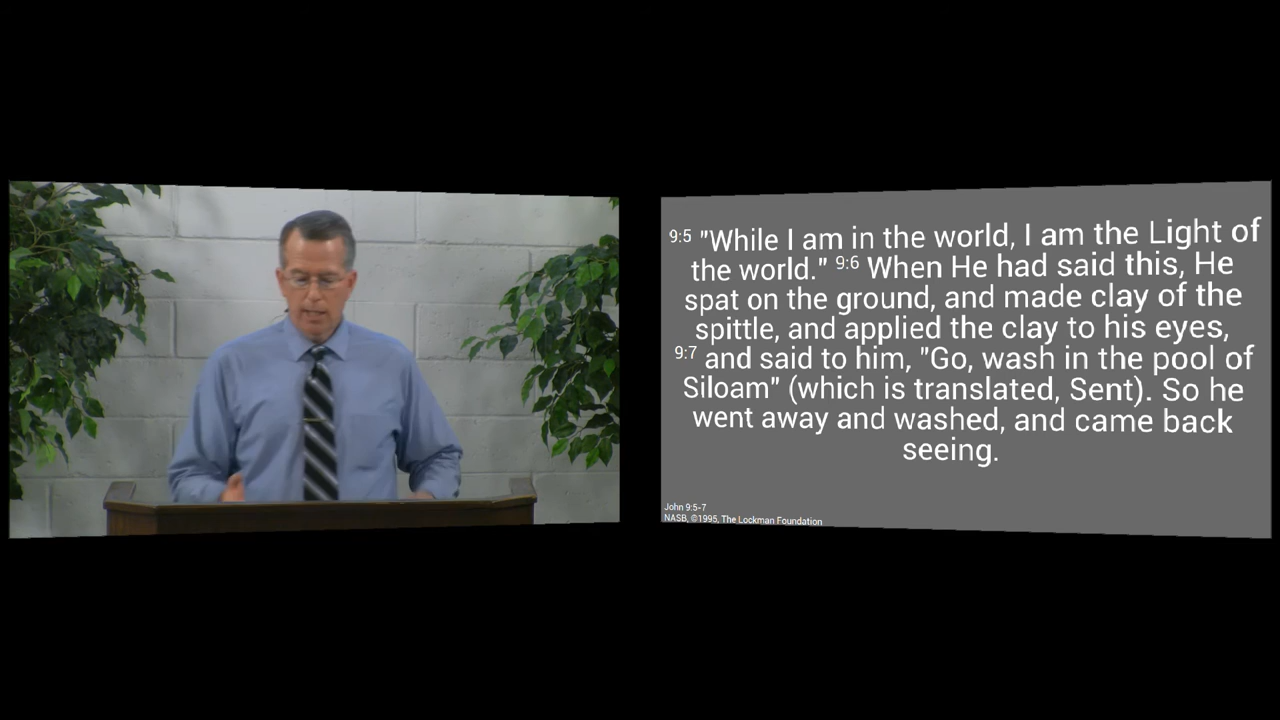 9:5 "While I am in the world, I am the Light of
the world." 9:6 When He had said this, He
spat on the ground, and made clay of the
spittle, and applied the clay to his eyes,
9:7 and said to him, "Go, wash in the pool of
Siloam" (which is translated, Sent). So he
went away and washed, and came back
seeing.
John 9:5-7
NASB, ©1995, The Lockman Foundation